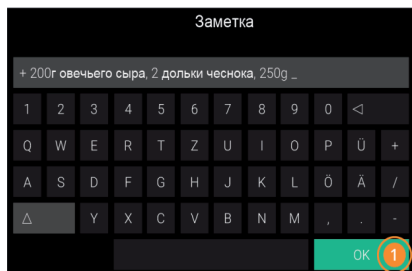 Заметка
+ 200г овечьего сыра, 2 дольки чеснока, 250g _
1 2 3 4 5 6 7 8 9 0 ◁
Q W E R T Z U I O P Ü +
A S D F G H J K L Ö Ä /
△ Y X C V B N M , . -
OK 1